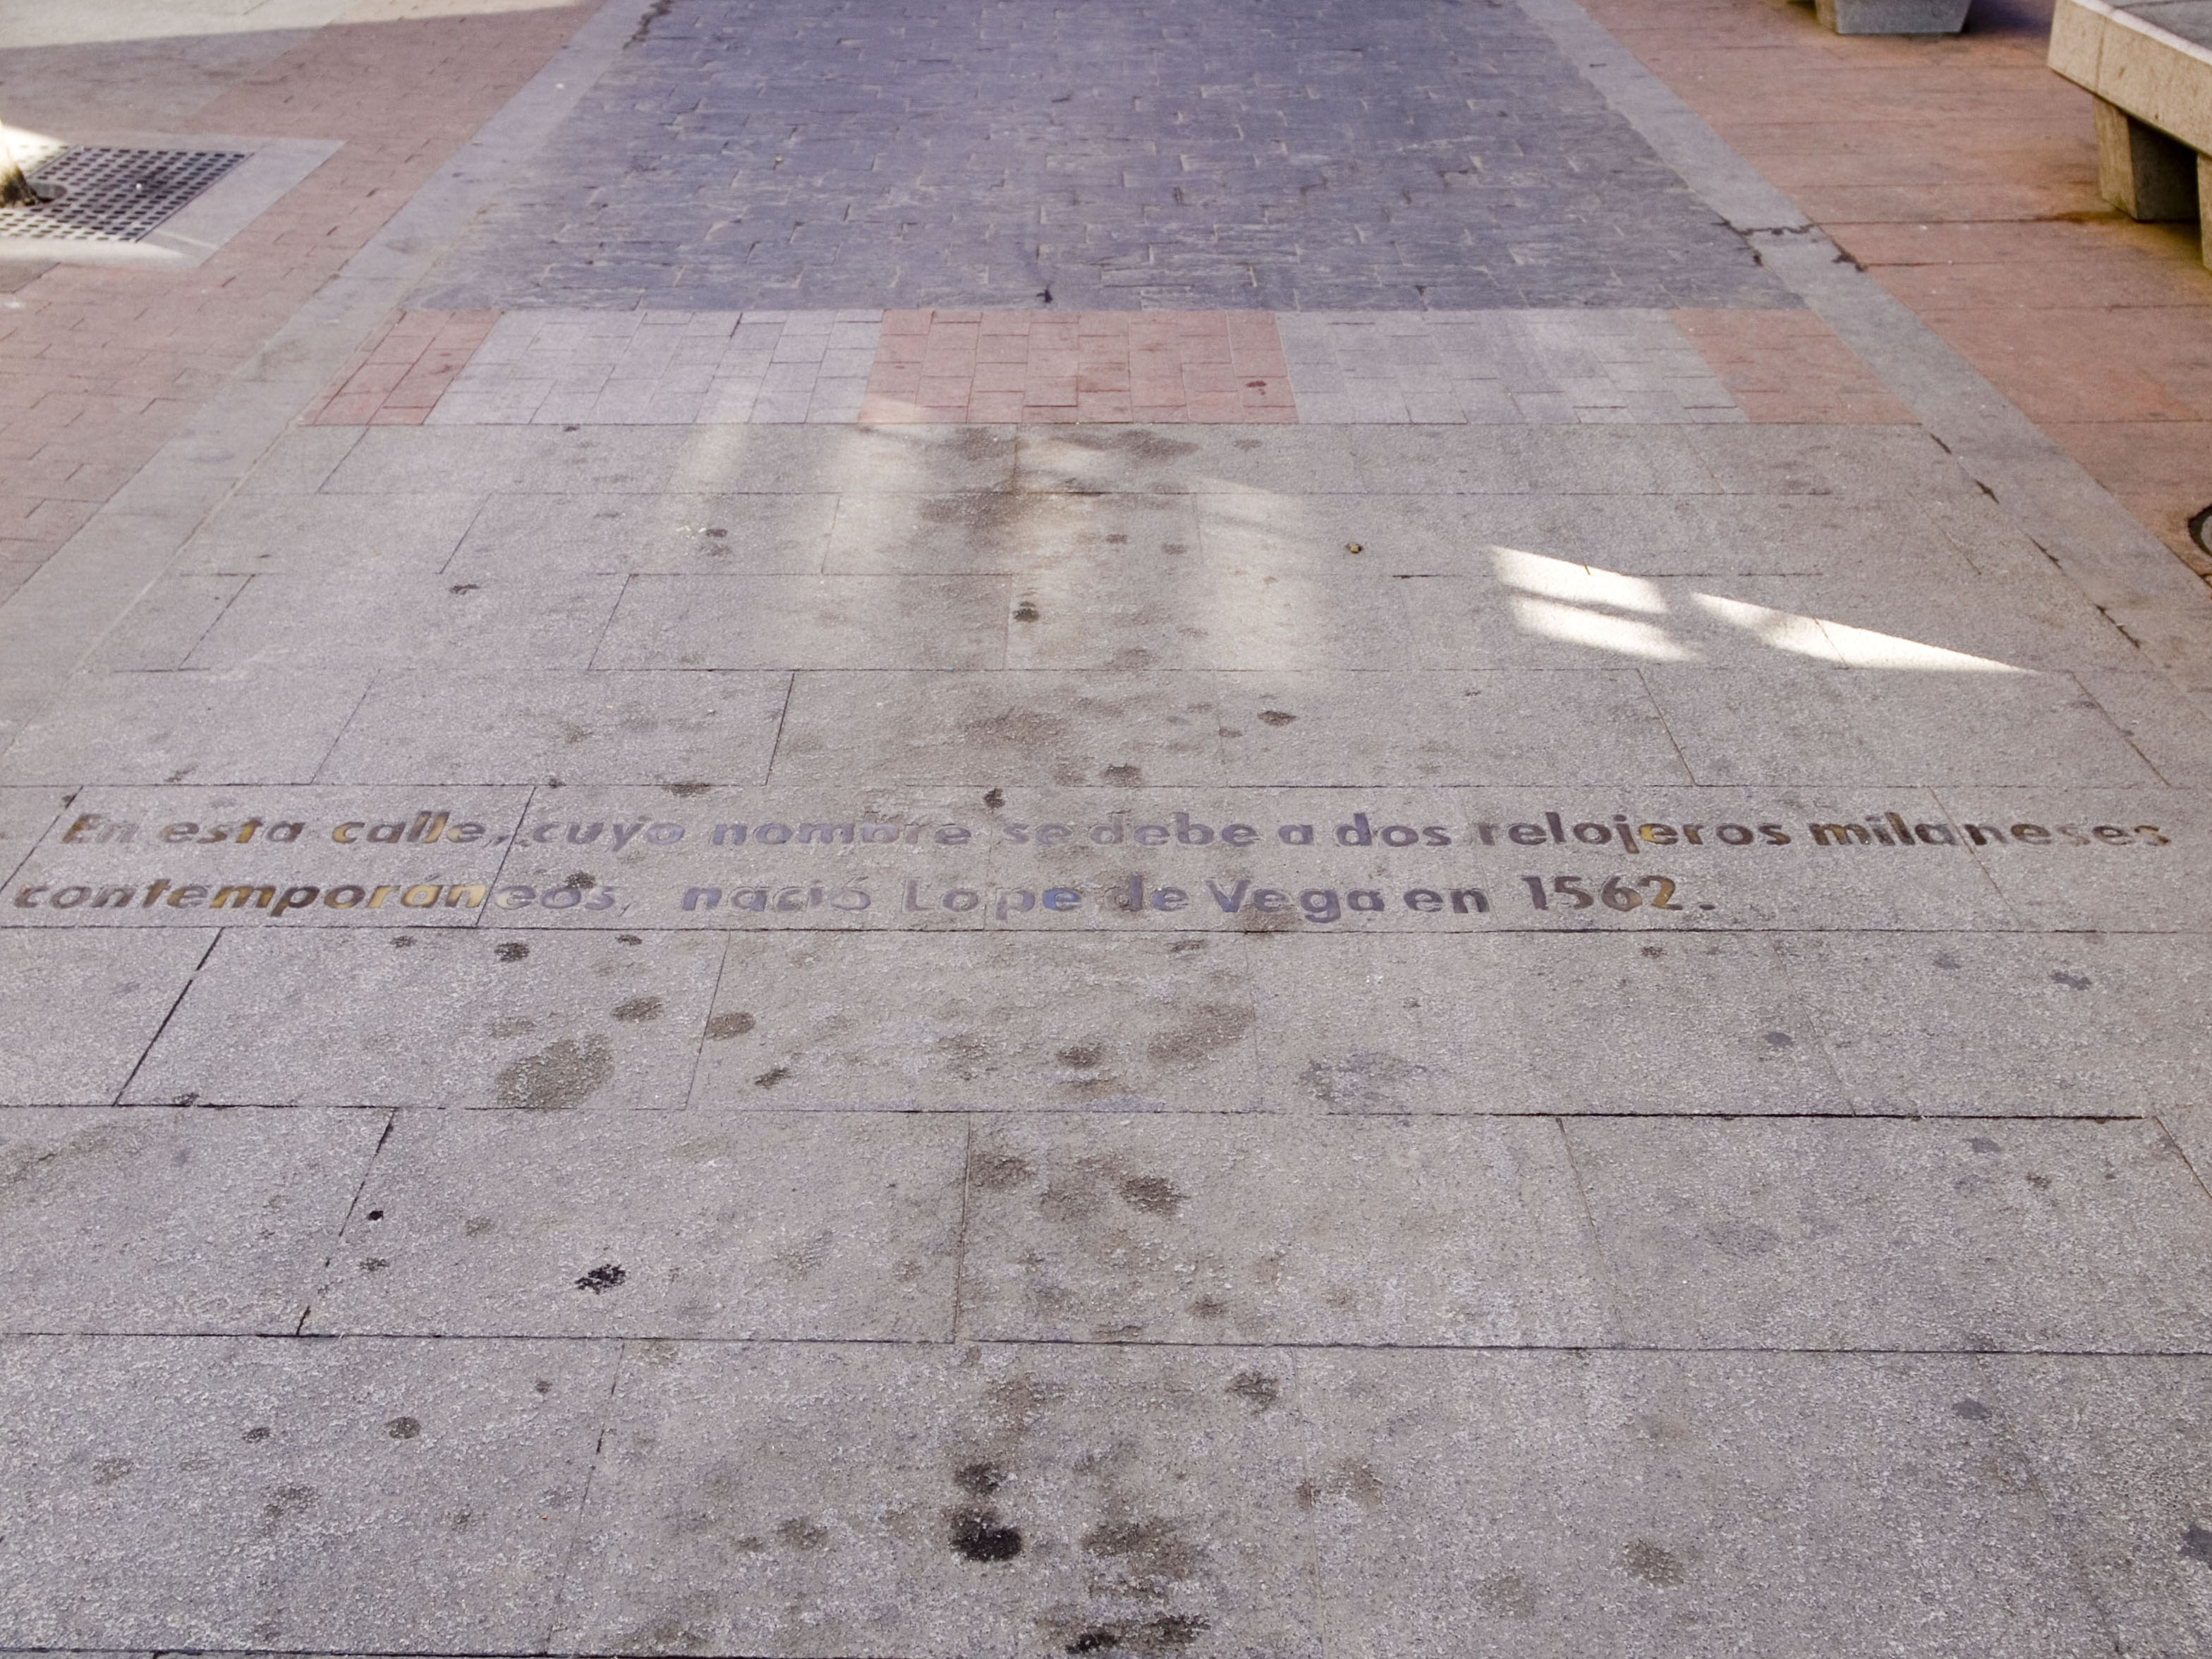 En esta calle, cuyo nombre se debe a dos relojeros milaneses
contemporáneos, nació Lope de Vega en 1562.